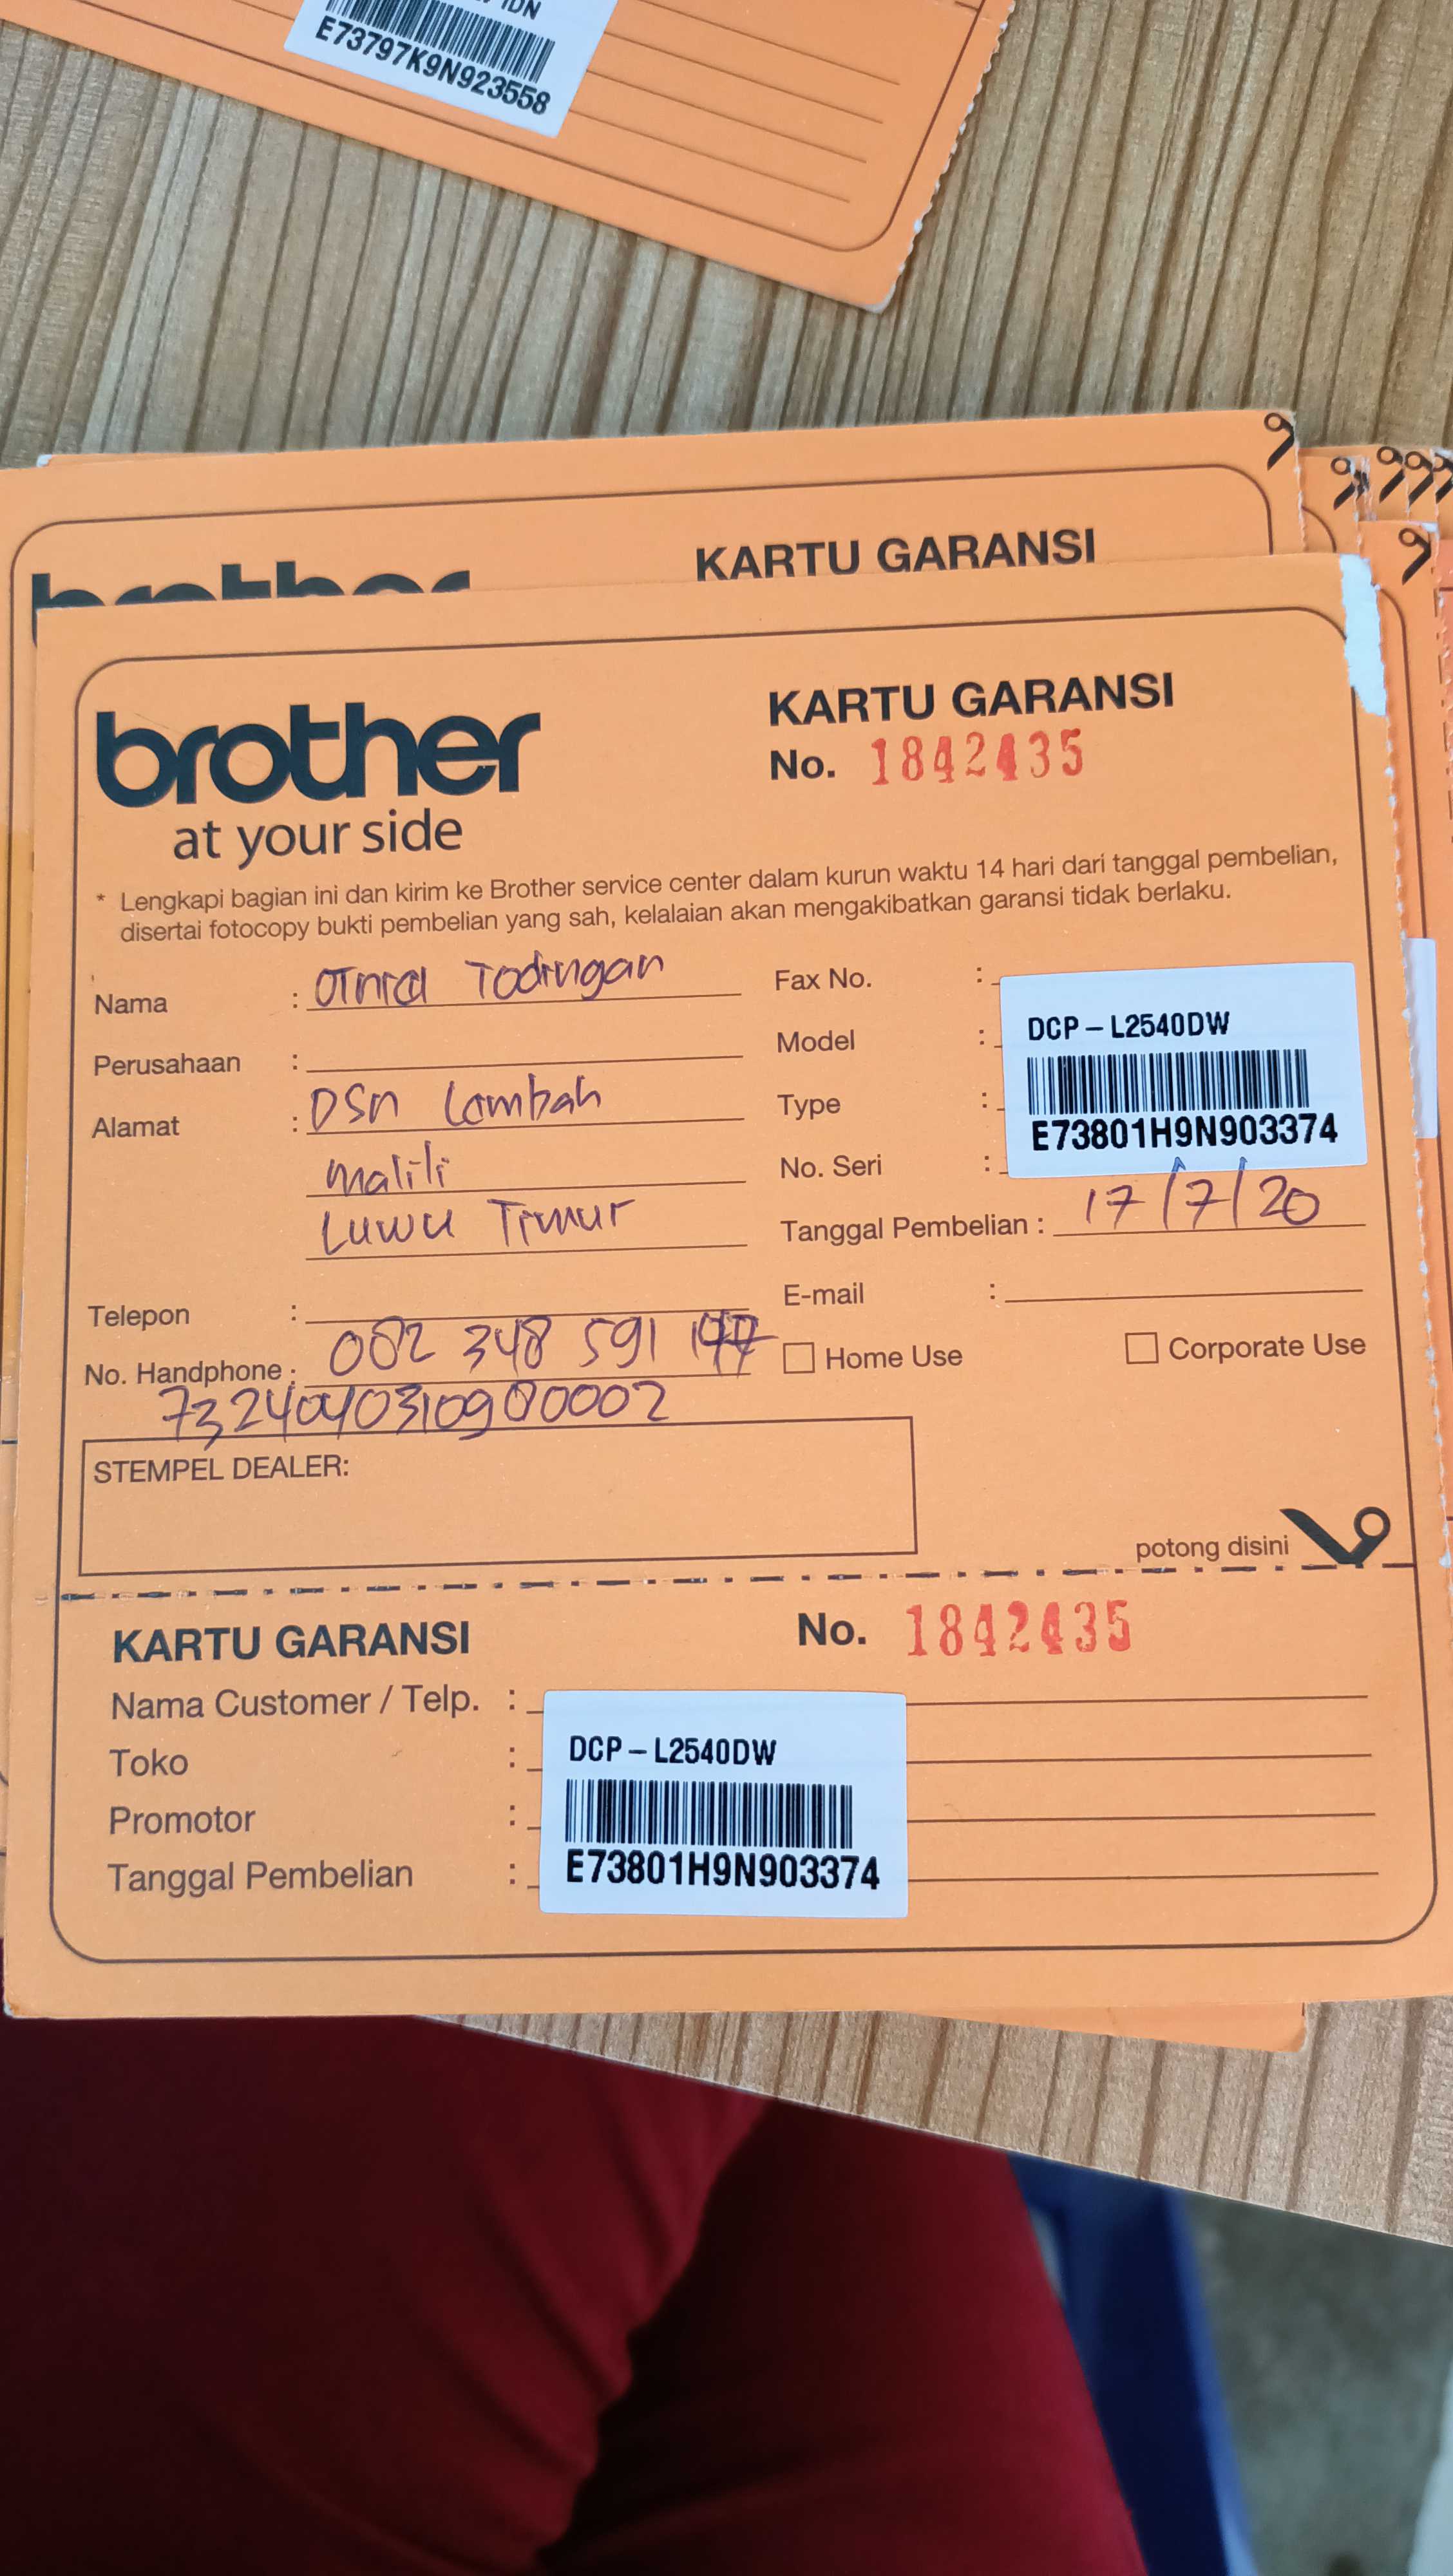 IDN
E73797K9N923558
brother
KARTU GARANSI
brother
at your side
KARTU GARANSI
No. 1842435
* Lengkapi bagian ini dan kirim ke Brother service center dalam kurun waktu 14 hari dari tanggal pembelian,
disertai fotocopy bukti pembelian yang sah, kelalaian akan mengakibatkan garansi tidak berlaku.
Nama : Todingan
Perusahaan :
Alamat : DSn Lembah
malili
Luwu Timur
Telepon :
No. Handphone : 082 348 591
STEMPEL DEALER:
Fax No. :
Model :
Type :
No. Seri :
DCP - L2540DW
E73801H9N903374
Tanggal Pembelian : 17/7/20
E-mail :
Home Use
Corporate Use
potong disini
KARTU GARANSI
No. 1842435
Nama Customer / Telp. :
Toko :
Promotor :
Tanggal Pembelian :
DCP - L2540DW
E73801H9N903374